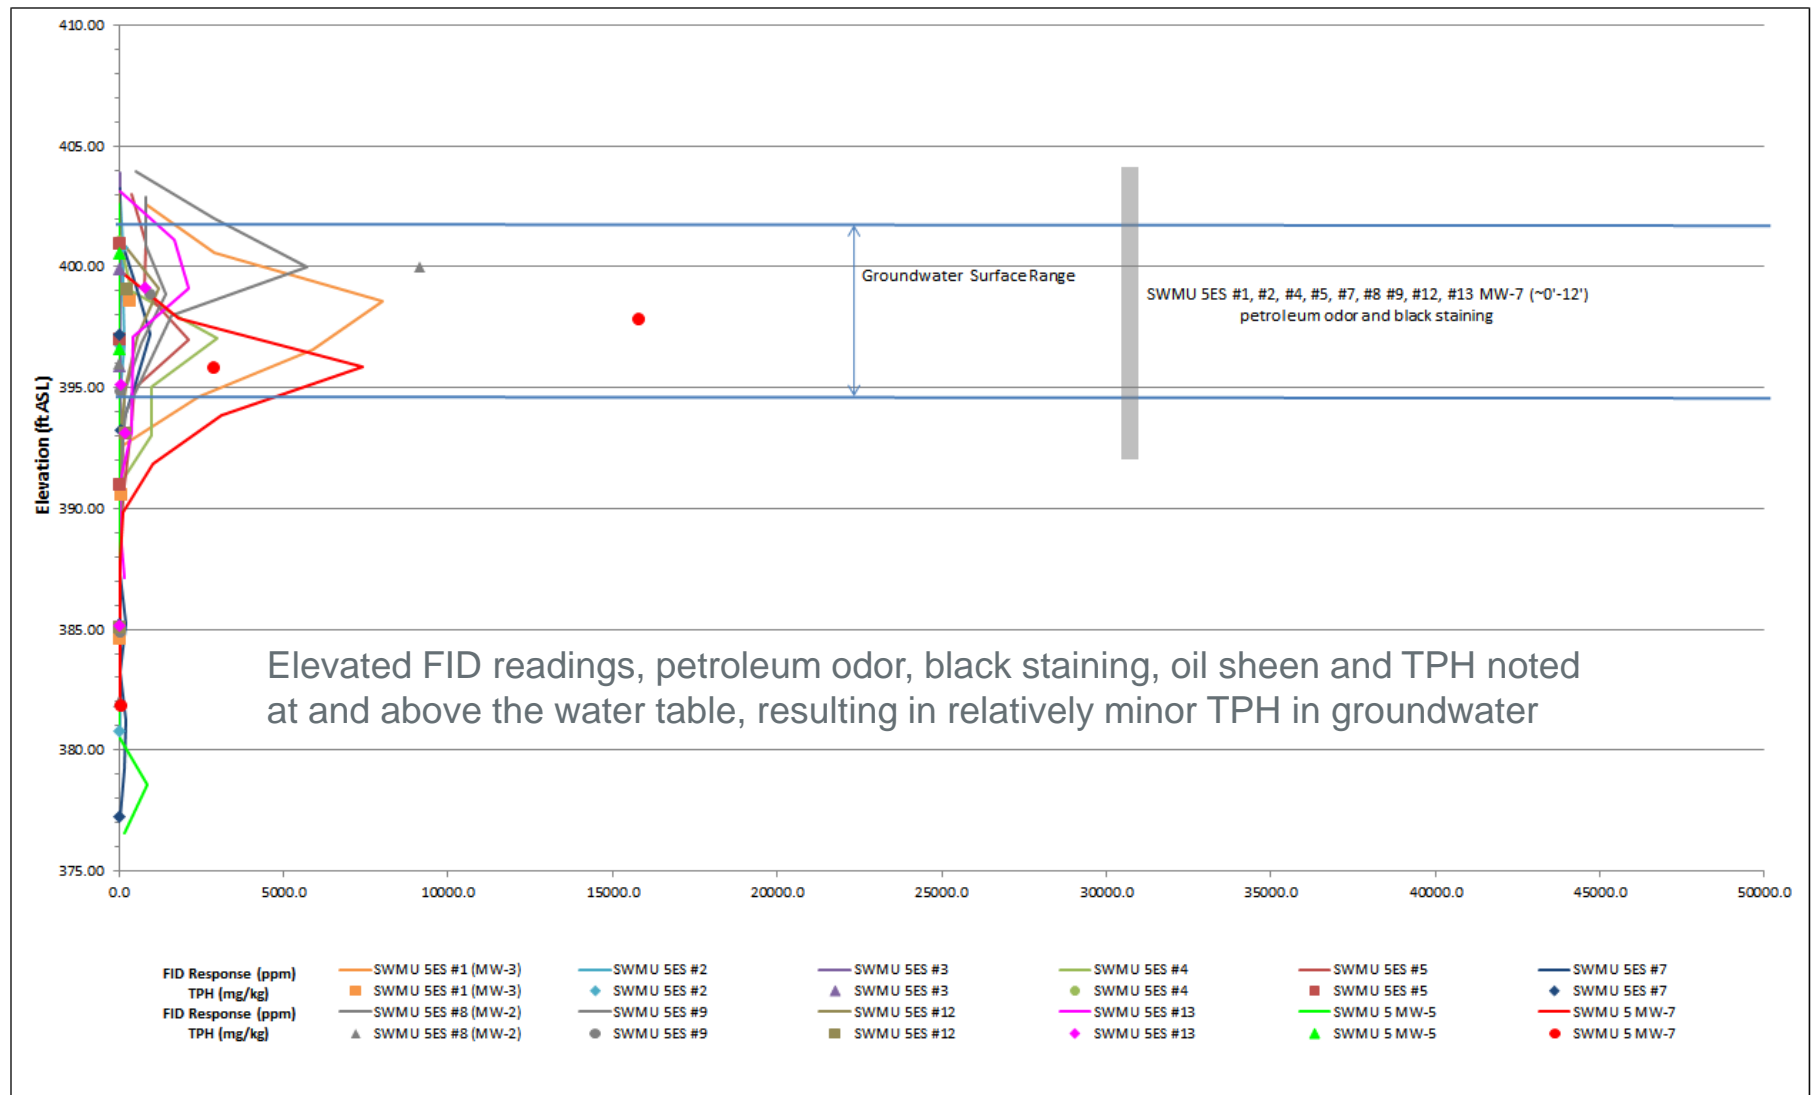 410.00
405.00
400.00
Groundwater Surface Range
SWMU 5ES #1, #2, #4, #5, #7, #8 #9, #12, #13 MW-7 (~0'-12')
petroleum odor and black staining
395.00
Elevation (ft ASL)
390.00
385.00
Elevated FID readings, petroleum odor, black staining, oil sheen and TPH noted
at and above the water table, resulting in relatively minor TPH in groundwater
380.00
375.00
0.0 5000.0 10000.0 15000.0 20000.0 25000.0 30000.0 35000.0 40000.0 45000.0 50000.0
FID Response (ppm) SWMU 5ES #1 (MW-3) SWMU 5ES #2 SWMU 5ES #3 SWMU 5ES #4 SWMU 5ES #5 SWMU 5ES #7
TPH (mg/kg) SWMU 5ES #1 (MW-3) SWMU 5ES #2 SWMU 5ES #3 SWMU 5ES #4 SWMU 5ES #5 SWMU 5ES #7
FID Response (ppm) SWMU 5ES #8 (MW-2) SWMU 5ES #9 SWMU 5ES #12 SWMU 5ES #13 SWMU 5 MW-5 SWMU 5 MW-7
TPH (mg/kg) SWMU 5ES #8 (MW-2) SWMU 5ES #9 SWMU 5ES #12 SWMU 5ES #13 SWMU 5 MW-5 SWMU 5 MW-7